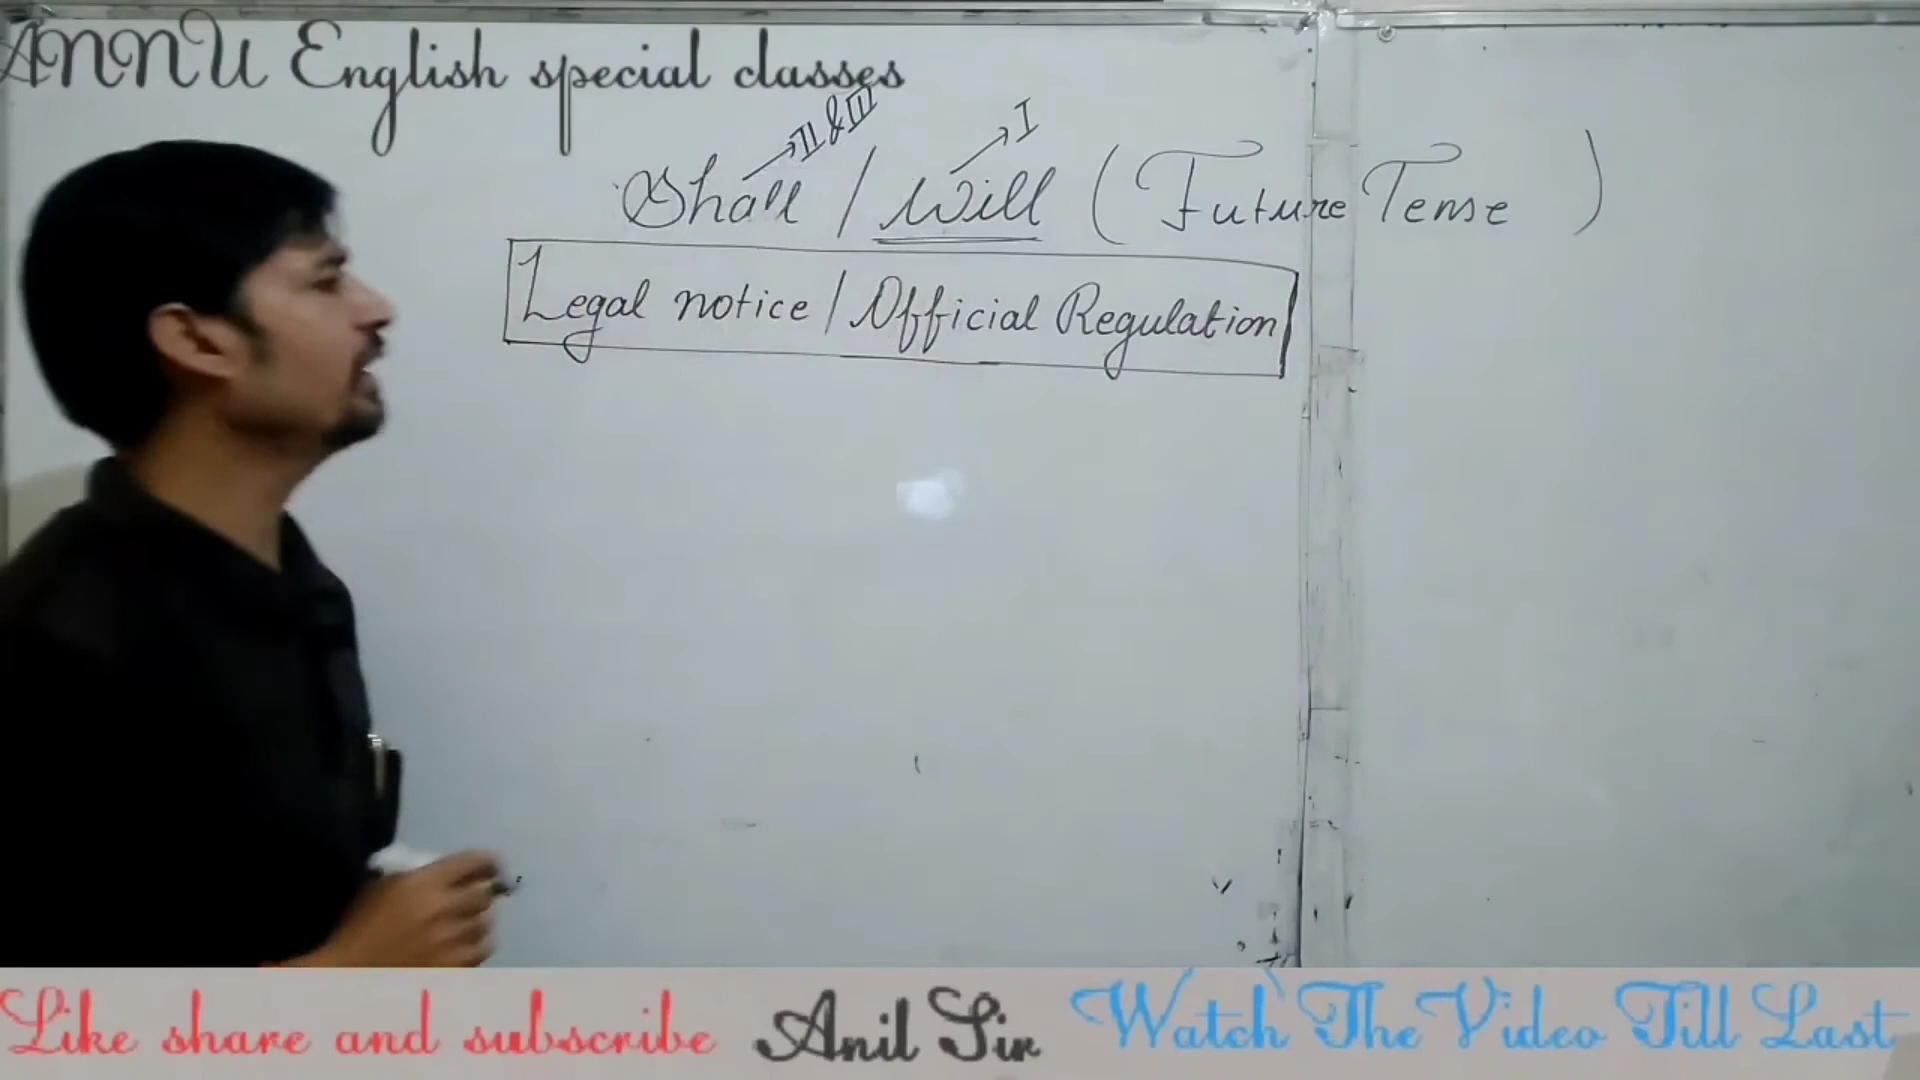 ANNU English special classes
II & III
I
Shall / Will ( Future Tense )
Legal notice / Official Regulation
Like share and subscribe Anil Sir Watch The Video Till Last